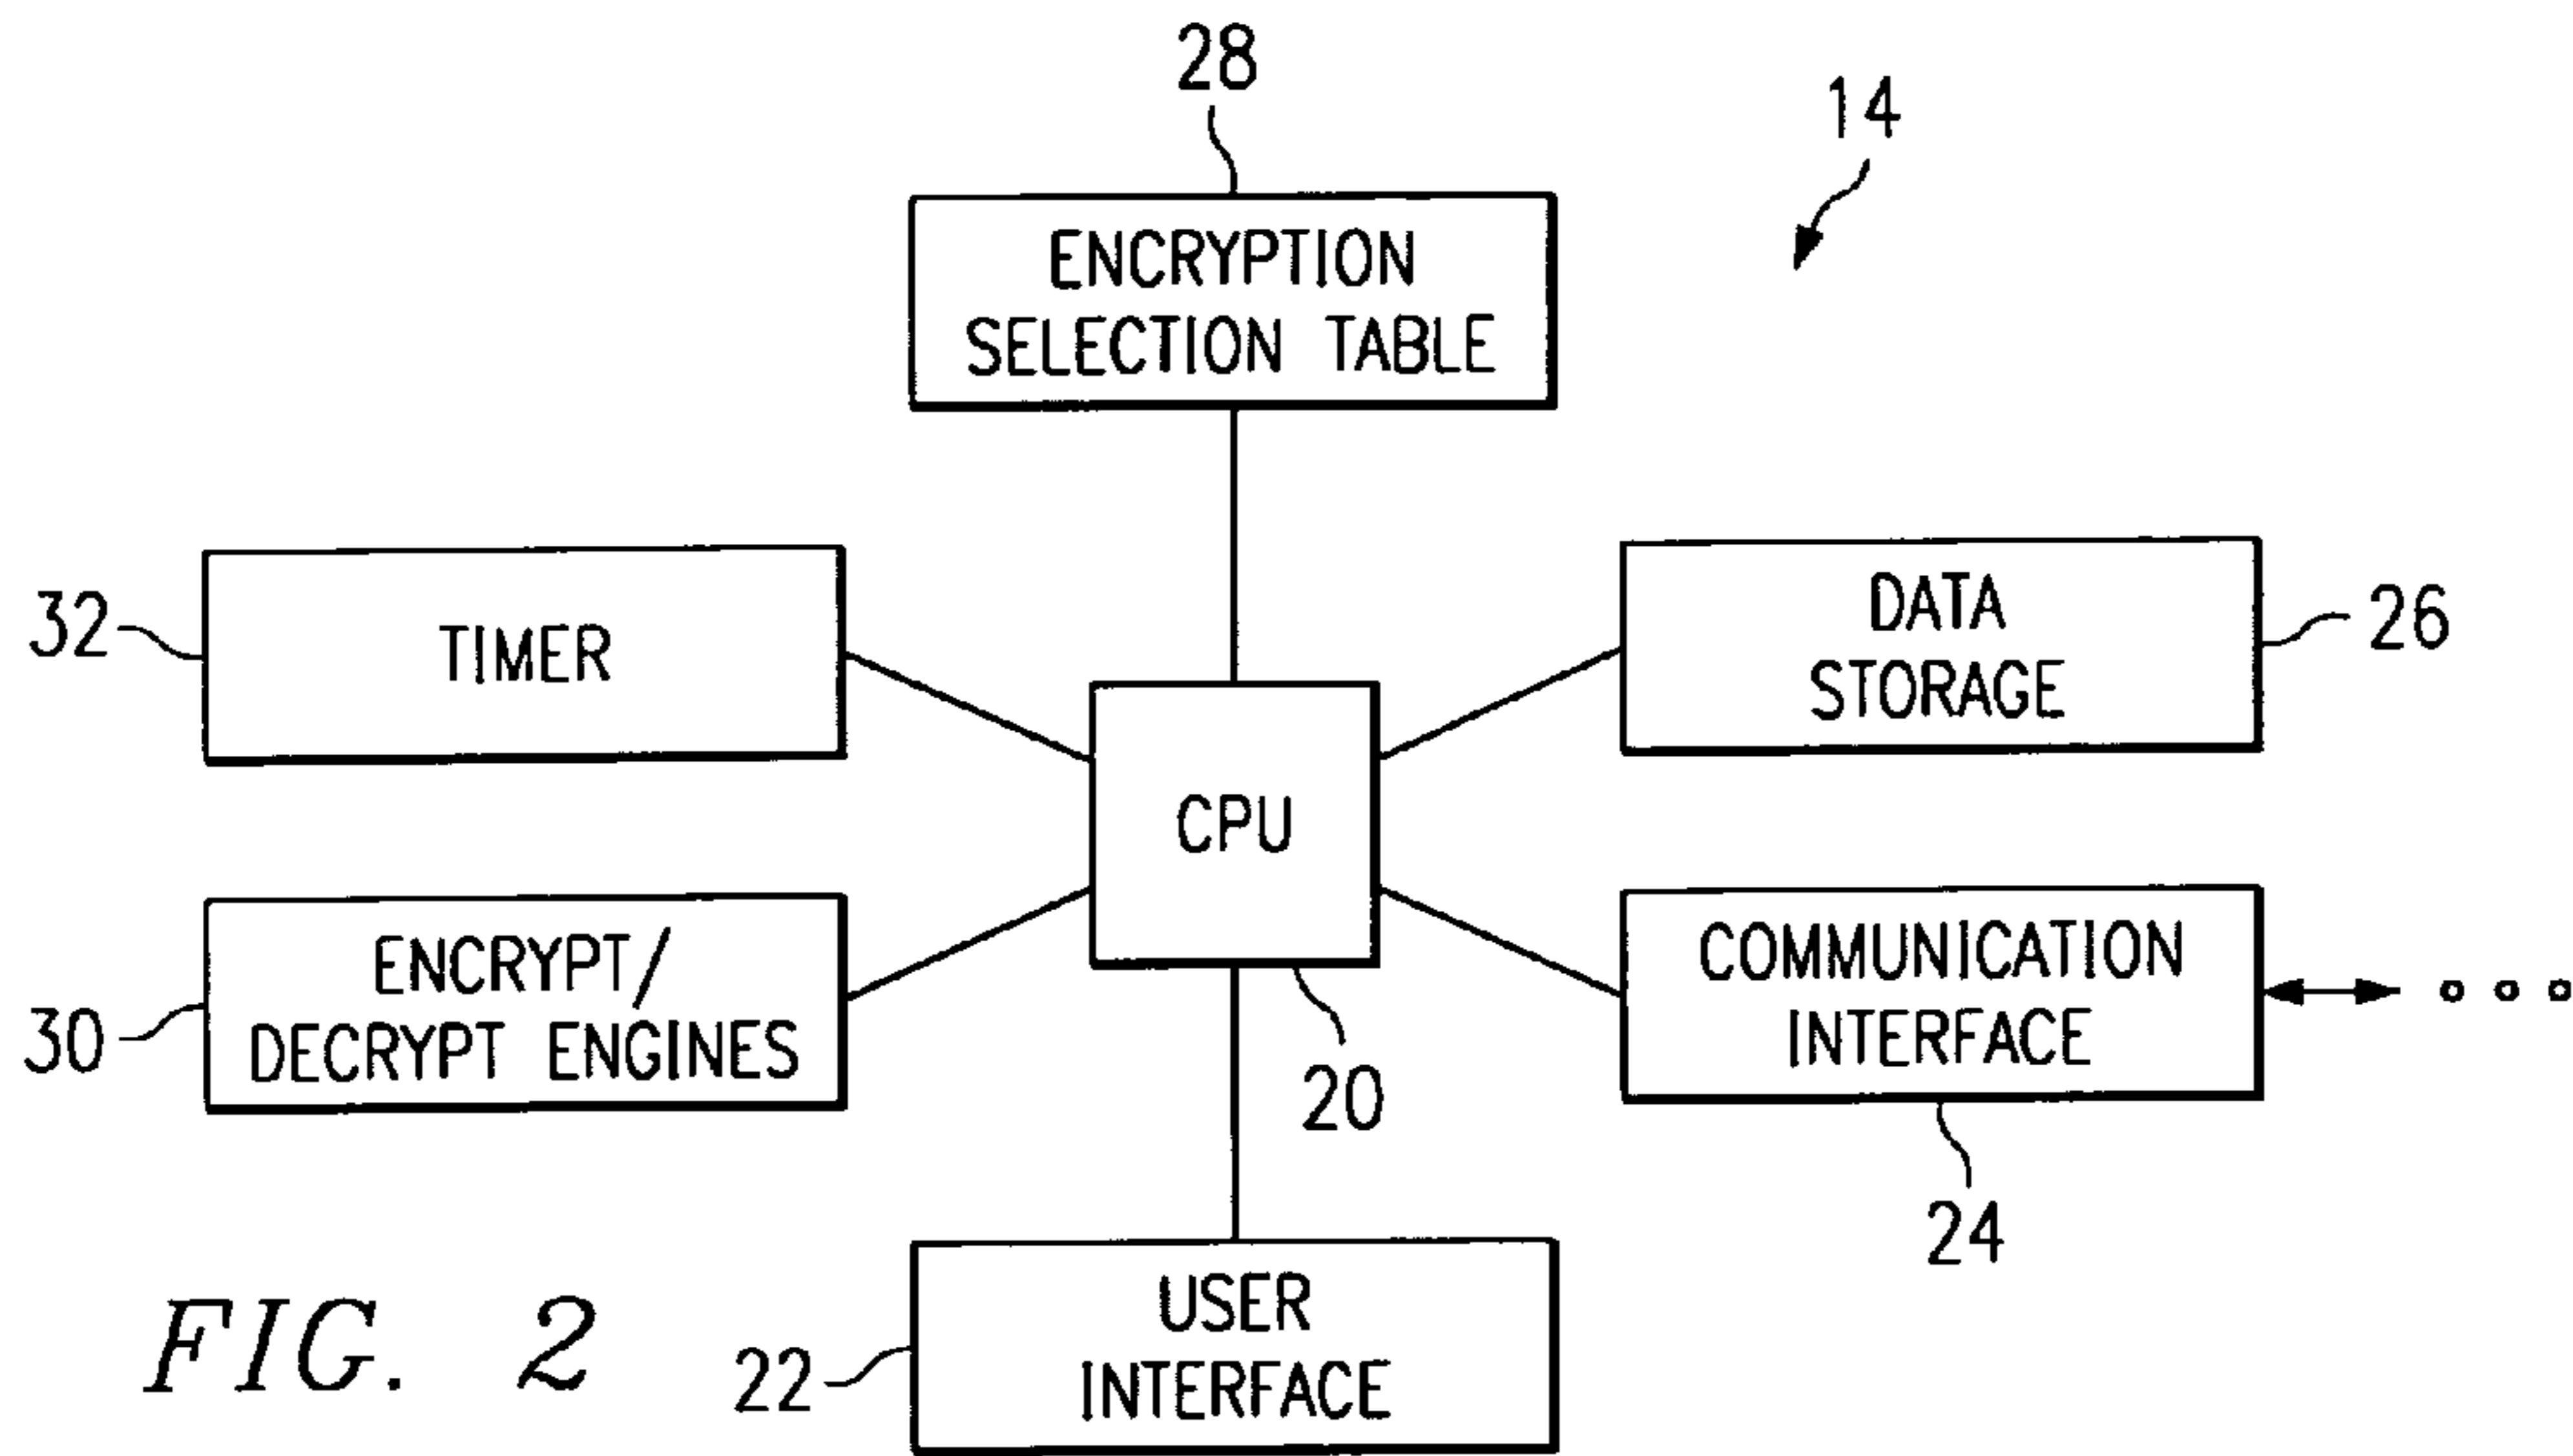 28
14
ENCRYPTION
SELECTION TABLE
32
TIMER
DATA
STORAGE
26
CPU
30
ENCRYPT/
DECRYPT ENGINES
COMMUNICATION
INTERFACE
20
24
USER
INTERFACE
22
FIG. 2